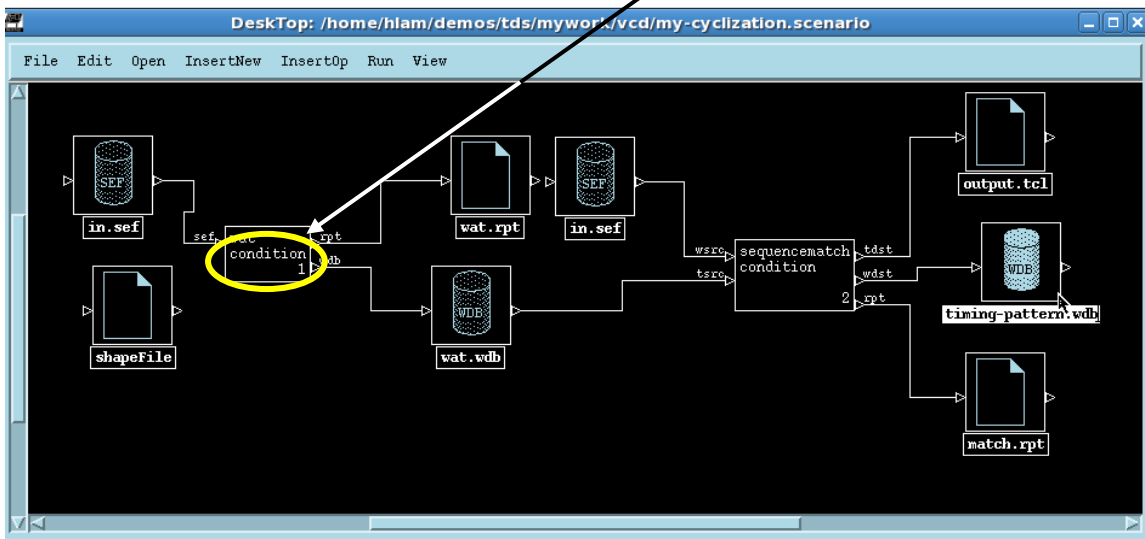 DeskTop: /home/hlam/demos/tds/mywork/vcd/my-cyclization.scenario
File Edit Open InsertNew InsertOp Run View
SEF
in.sef
shapeFile
sef
wat
condition
1
rpt
wdb
wat.rpt
WDB
wat.wdb
SEF
in.sef
wsrc
tsrc
sequencematch
condition
2
tdst
wdst
rpt
output.tcl
WDB
timing-pattern.wdb
match.rpt